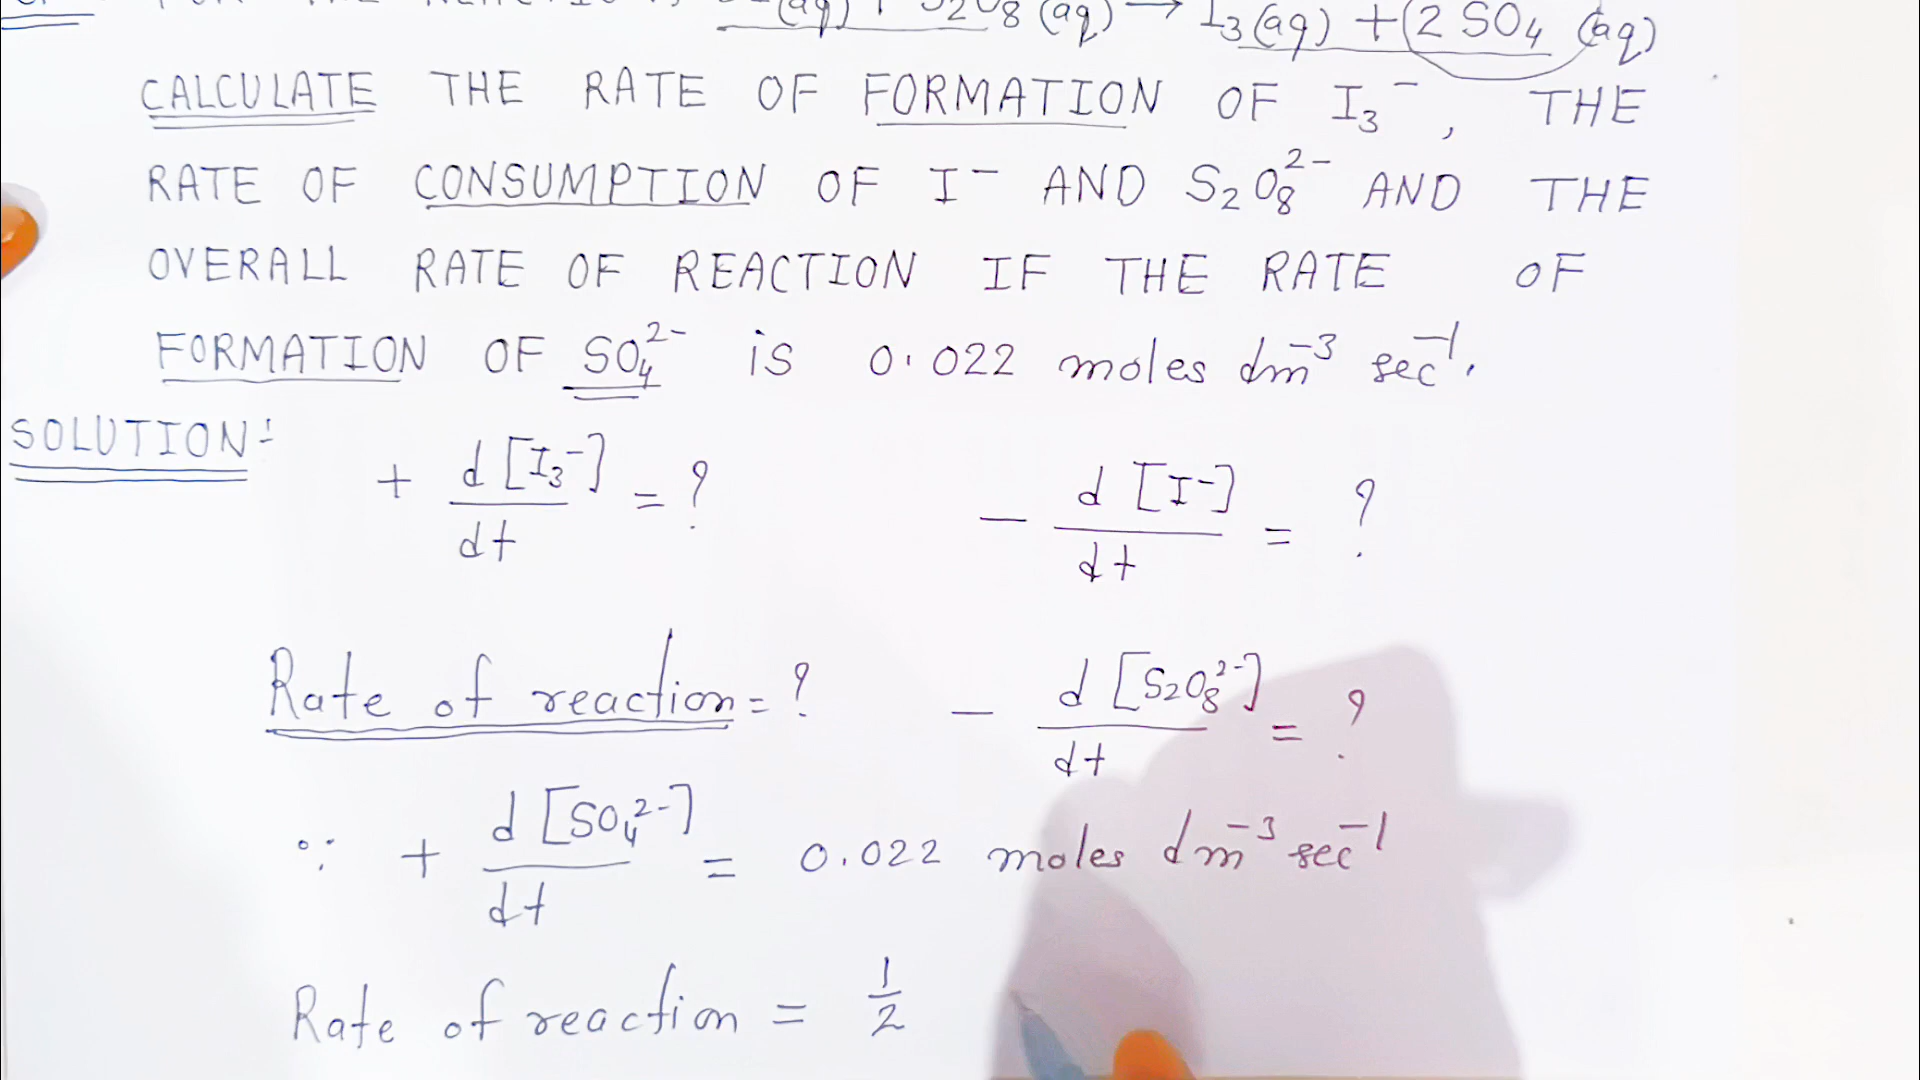 (aq) + S2O8 (aq) → I3(aq) + (2 SO4 (aq)
CALCULATE THE RATE OF FORMATION OF I3⁻, THE
RATE OF CONSUMPTION OF I⁻ AND S2O8²⁻ AND THE
OVERALL RATE OF REACTION IF THE RATE OF
FORMATION OF SO4²⁻ is 0.022 moles dm⁻³ sec⁻¹.
SOLUTION:
+ d[I3⁻]/dt = ? − d[I⁻]/dt = ?
Rate of reaction = ? − d[S2O8²⁻]/dt = ?
∵ + d[SO4²⁻]/dt = 0.022 moles dm⁻³ sec⁻¹
Rate of reaction = 1/2